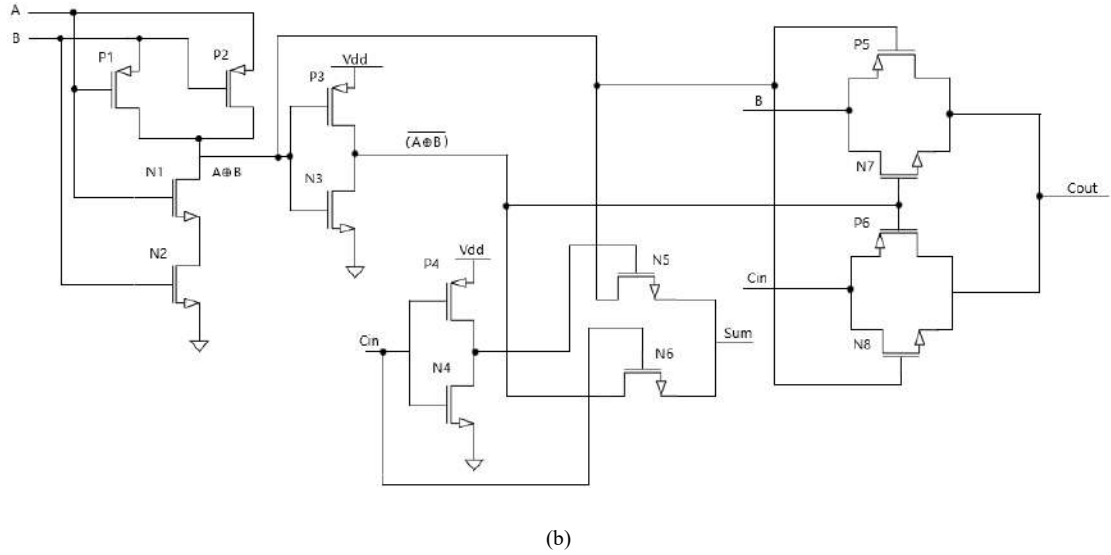 A
B
P1
P2
N1
N2
A⊕B
P3
Vdd
N3
(A⊕B)̅
P4
Vdd
Cin
N4
N5
N6
Sum
P5
B
N7
P6
Cin
N8
Cout
(b)